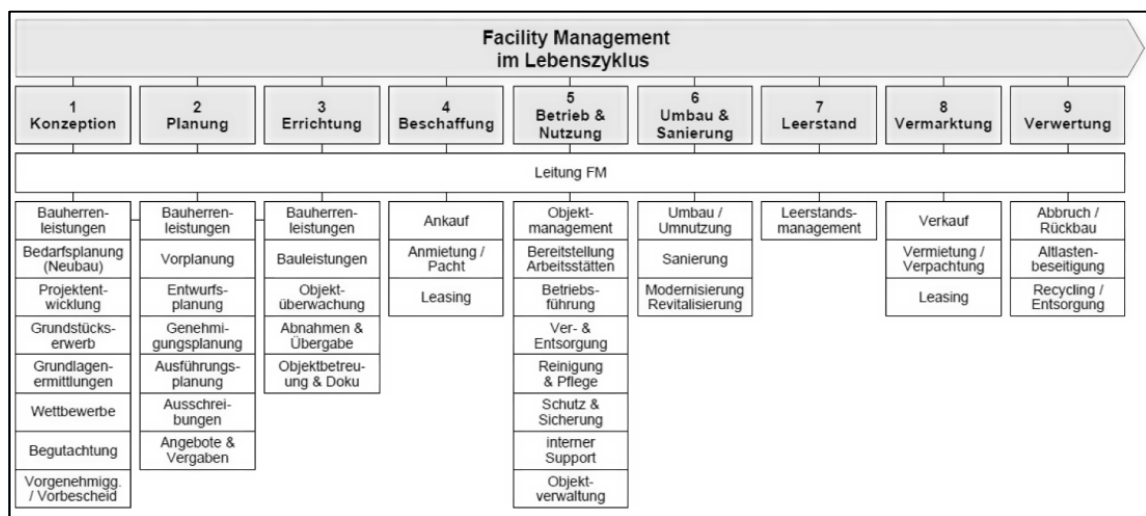 Facility Management
im Lebenszyklus
1
Konzeption
2
Planung
3
Errichtung
4
Beschaffung
5
Betrieb &
Nutzung
6
Umbau &
Sanierung
7
Leerstand
8
Vermarktung
9
Verwertung
Leitung FM
Bauherren-
leistungen
Bedarfsplanung
(Neubau)
Projektent-
wicklung
Grundstücks-
erwerb
Grundlagen-
ermittlungen
Wettbewerbe
Begutachtung
Vorgenehmigg.
/ Vorbescheid
Bauherren-
leistungen
Vorplanung
Entwurfs-
planung
Genehmi-
gungsplanung
Ausführungs-
planung
Ausschrei-
bungen
Angebote &
Vergaben
Bauherren-
leistungen
Bauleistungen
Objekt-
überwachung
Abnahmen &
Übergabe
Objektbetreu-
ung & Doku
Ankauf
Anmietung /
Pacht
Leasing
Objekt-
management
Bereitstellung
Arbeitsstätten
Betriebs-
führung
Ver- &
Entsorgung
Reinigung
& Pflege
Schutz &
Sicherung
interner
Support
Objekt-
verwaltung
Umbau /
Umnutzung
Sanierung
Modernisierung
Revitalisierung
Leerstands-
management
Verkauf
Vermietung /
Verpachtung
Leasing
Abbruch /
Rückbau
Altlasten-
beseitigung
Recycling /
Entsorgung